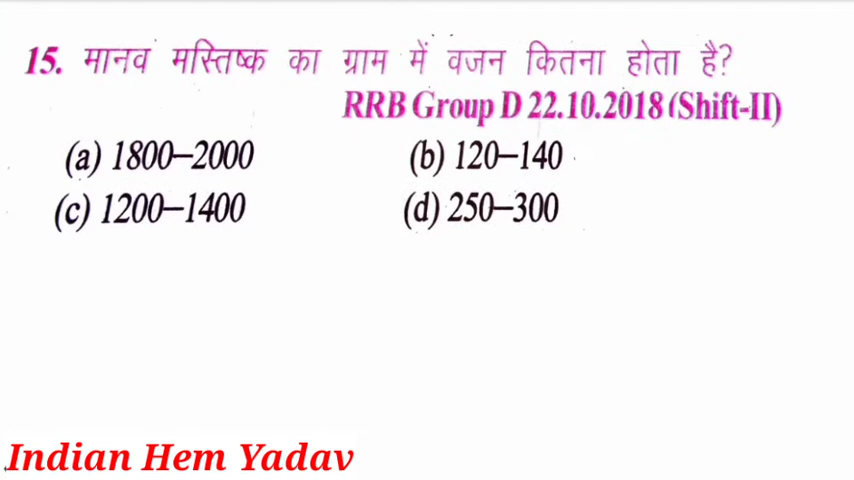 15. मानव मस्तिष्क का ग्राम में वजन कितना होता है?
RRB Group D 22.10.2018 (Shift-II)
(a) 1800–2000 (b) 120–140
(c) 1200–1400 (d) 250–300
Indian Hem Yadav